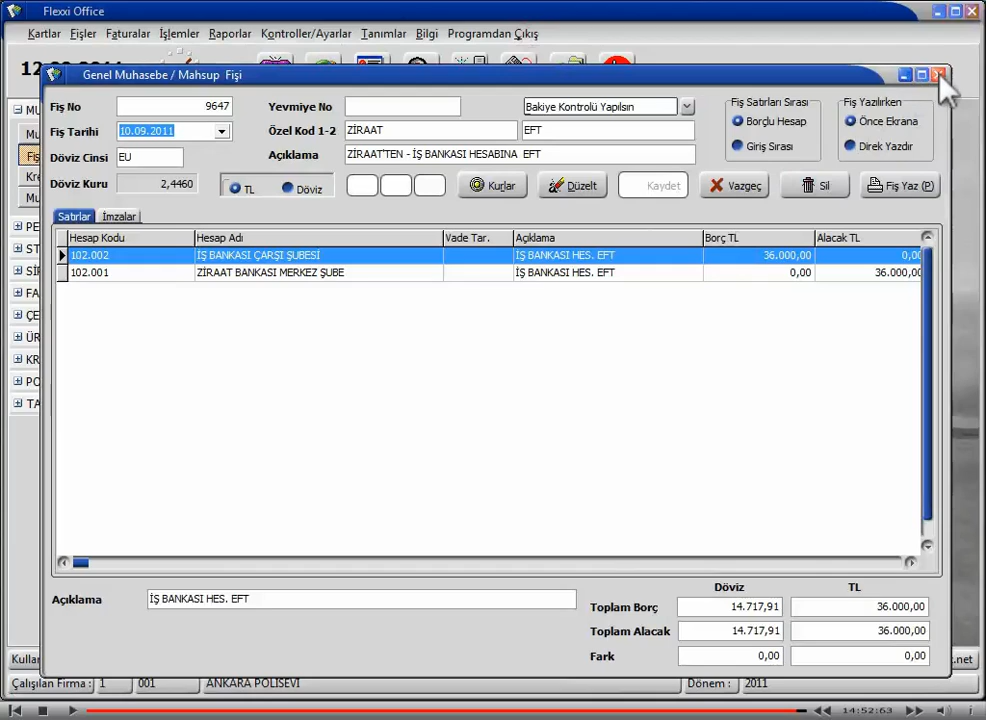 Flexxi Office
Kartlar Fişler Faturalar İşlemler Raporlar Kontroller/Ayarlar Tanımlar Bilgi Programdan Çıkış
Genel Muhasebe / Mahsup Fişi
Fiş No 9647 Yevmiye No Bakiye Kontrolü Yapılsın Fiş Satırları Sırası Fiş Yazılırken
Fiş Tarihi 10.09.2011 Özel Kod 1-2 ZİRAAT EFT Borçlu Hesap Önce Ekrana
Döviz Cinsi EU Açıklama ZİRAAT'TEN - İŞ BANKASI HESABINA EFT Giriş Sırası Direk Yazdır
Döviz Kuru 2,4460 TL Döviz Kurlar Düzelt Kaydet Vazgeç Sil Fiş Yaz (P)
Satırlar İmzalar
Hesap Kodu Hesap Adı Vade Tar. Açıklama Borç TL Alacak TL
102.002 İŞ BANKASI ÇARŞI ŞUBESİ İŞ BANKASI HES. EFT 36.000,00 0,00
102.001 ZİRAAT BANKASI MERKEZ ŞUBE İŞ BANKASI HES. EFT 0,00 36.000,00
Döviz TL
Açıklama İŞ BANKASI HES. EFT
Toplam Borç 14.717,91 36.000,00
Toplam Alacak 14.717,91 36.000,00
Fark 0,00 0,00
Çalışılan Firma : 1 001 ANKARA POLİSEVİ Dönem : 2011
14:52:63